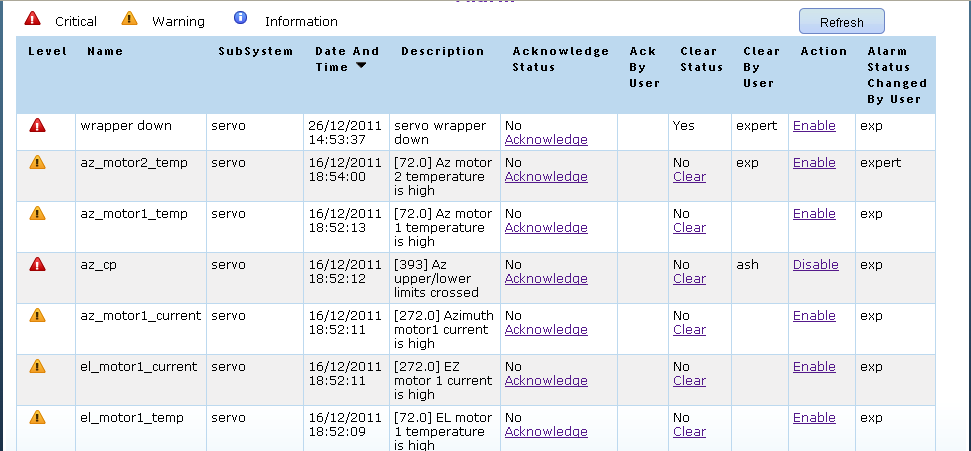 Critical Warning Information Refresh
Level Name SubSystem Date And Time Description Acknowledge Status Ack By User Clear Status Clear By User Action Alarm Status Changed By User
wrapper down servo 26/12/2011 14:53:37 servo wrapper down No Acknowledge Yes expert Enable exp
az_motor2_temp servo 16/12/2011 18:54:00 [72.0] Az motor 2 temperature is high No Acknowledge No Clear exp Enable expert
az_motor1_temp servo 16/12/2011 18:52:13 [72.0] Az motor 1 temperature is high No Acknowledge No Clear Enable exp
az_cp servo 16/12/2011 18:52:12 [393] Az upper/lower limits crossed No Acknowledge No Clear ash Disable exp
az_motor1_current servo 16/12/2011 18:52:11 [272.0] Azimuth motor1 current is high No Acknowledge No Clear Enable exp
el_motor1_current servo 16/12/2011 18:52:11 [272.0] EZ motor 1 current is high No Acknowledge No Clear Enable exp
el_motor1_temp servo 16/12/2011 18:52:09 [72.0] EL motor 1 temperature is high No Acknowledge No Clear Enable exp